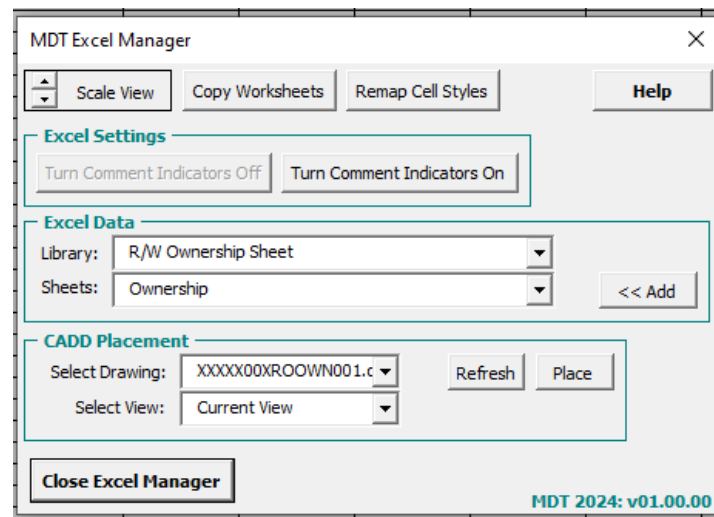 MDT Excel Manager
Scale View Copy Worksheets Remap Cell Styles Help
Excel Settings
Turn Comment Indicators Off Turn Comment Indicators On
Excel Data
Library: R/W Ownership Sheet
Sheets: Ownership << Add
CADD Placement
Select Drawing: XXXXX00XROOWN001.c Refresh Place
Select View: Current View
Close Excel Manager
MDT 2024: v01.00.00